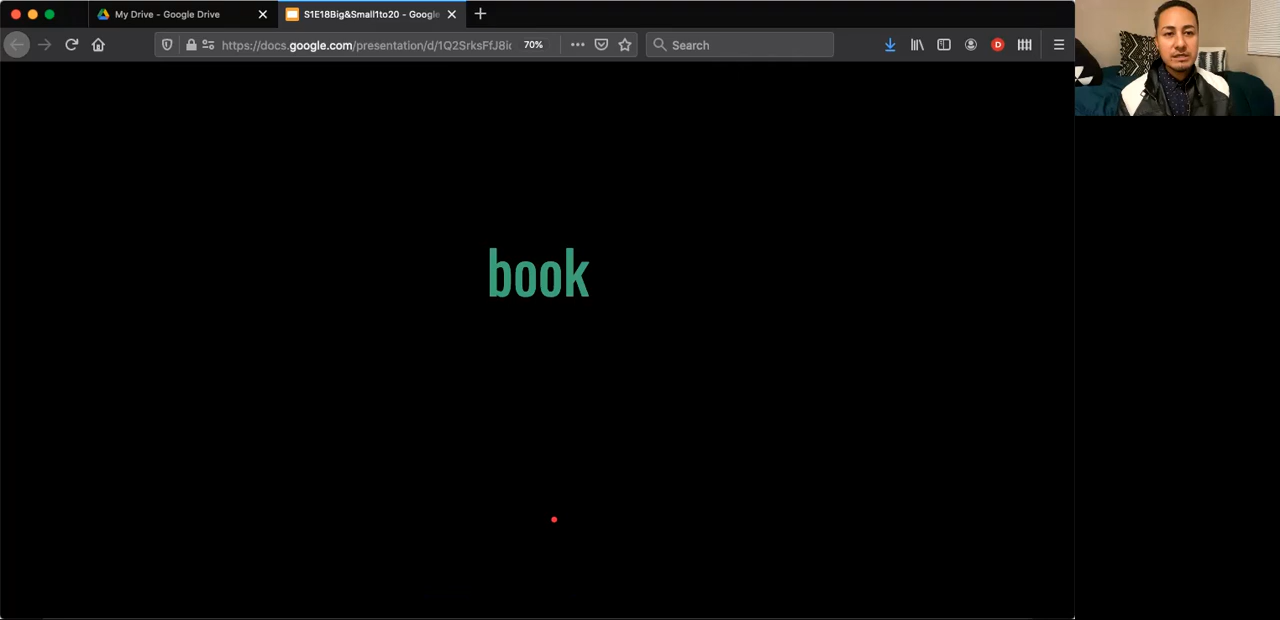 My Drive - Google Drive
S1E18Big&Small1to20 - Google
https://docs.google.com/presentation/d/1Q2SrksFfJ8i
70%
Search
D
book